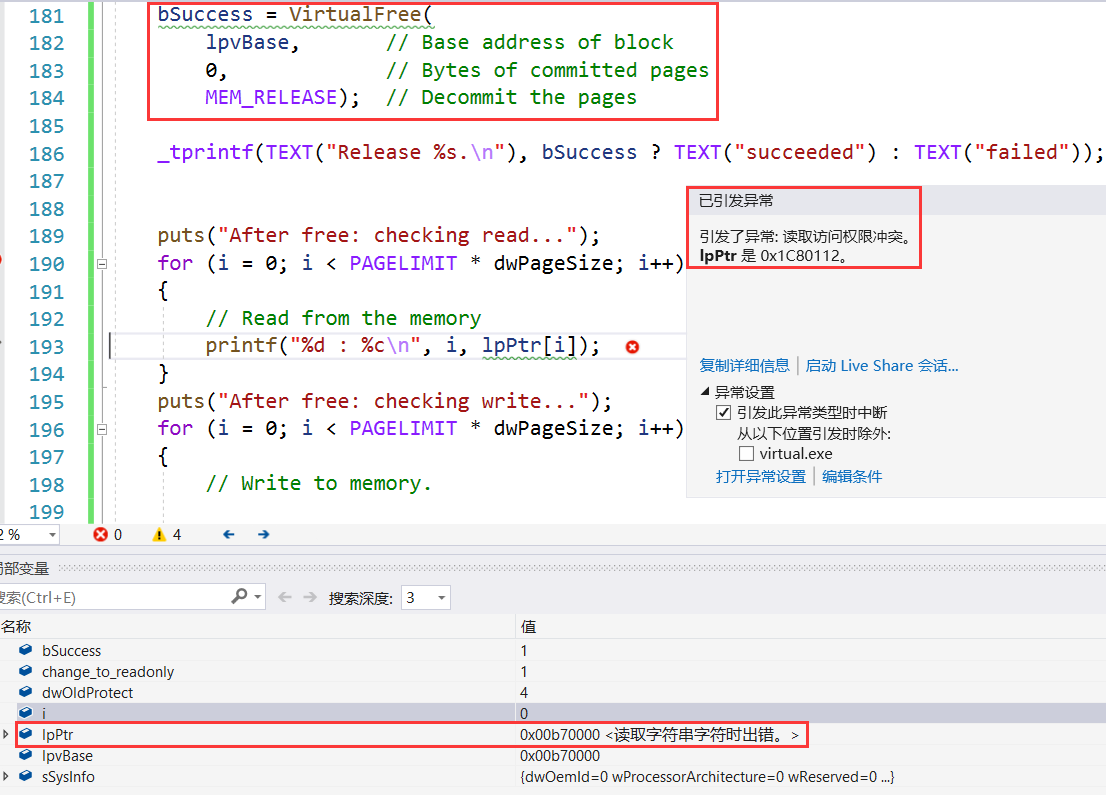 181 bSuccess = VirtualFree(
182 lpvBase, // Base address of block
183 0, // Bytes of committed pages
184 MEM_RELEASE); // Decommit the pages
185
186 _tprintf(TEXT("Release %s.\n"), bSuccess ? TEXT("succeeded") : TEXT("failed"));
187
188
已引发异常
189 puts("After free: checking read...");
引发了异常: 读取访问权限冲突。
lpPtr 是 0x1C80112。
190 for (i = 0; i < PAGELIMIT * dwPageSize; i++)
191 {
192 // Read from the memory
193 printf("%d : %c\n", i, lpPtr[i]);
复制详细信息 | 启动 Live Share 会话...
194 }
异常设置
195 puts("After free: checking write...");
引发此异常类型时中断
196 for (i = 0; i < PAGELIMIT * dwPageSize; i++)
从以下位置引发时除外:
197 {
virtual.exe
198 // Write to memory.
打开异常设置 | 编辑条件
199
2 % 0 4
局部变量
搜索(Ctrl+E) 搜索深度: 3
名称 值
bSuccess 1
change_to_readonly 1
dwOldProtect 4
i 0
lpPtr 0x00b70000 <读取字符串字符时出错。>
lpvBase 0x00b70000
sSysInfo {dwOemId=0 wProcessorArchitecture=0 wReserved=0 ...}